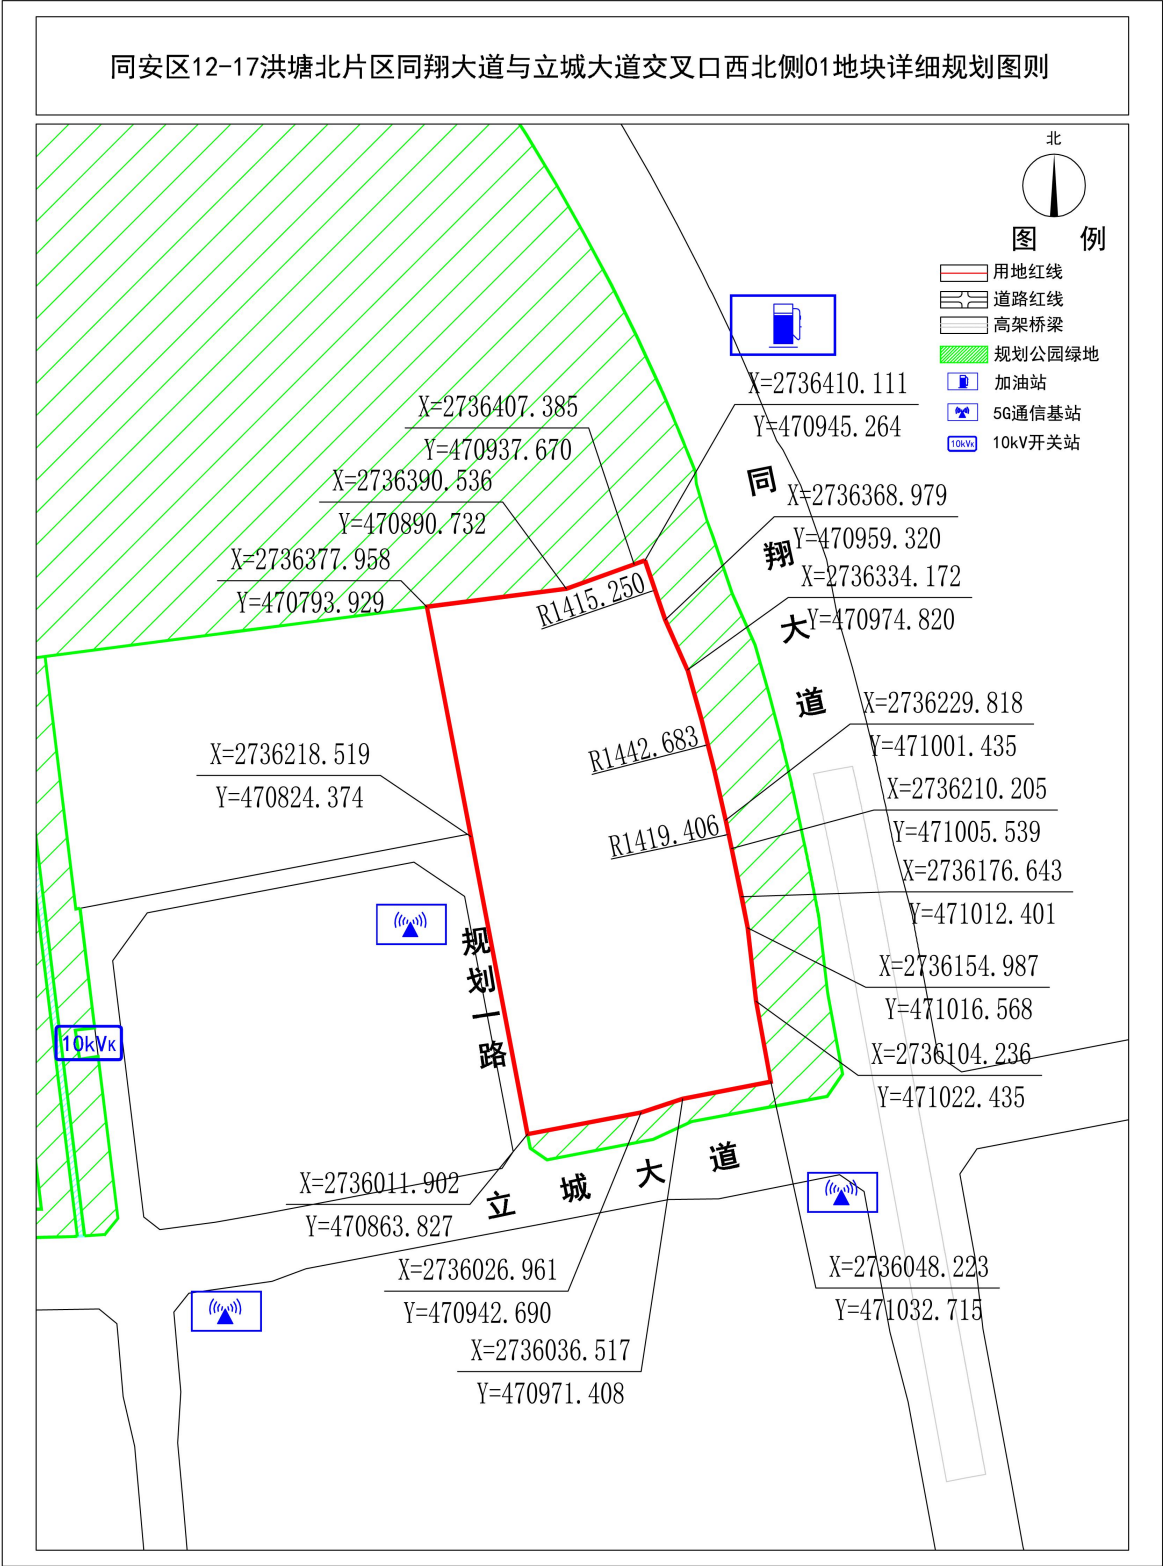 同安区12-17洪塘北片区同翔大道与立城大道交叉口西北侧01地块详细规划图则
北
图 例
用地红线
道路红线
高架桥梁
规划公园绿地
加油站
5G通信基站
10kVK
10kV开关站
X=2736410.111
Y=470945.264
X=2736407.385
Y=470937.670
X=2736390.536
Y=470890.732
X=2736377.958
Y=470793.929
同翔大道
X=2736368.979
Y=470959.320
X=2736334.172
Y=470974.820
R1415.250
X=2736229.818
Y=471001.435
R1442.683
X=2736218.519
Y=470824.374
X=2736210.205
Y=471005.539
R1419.406
X=2736176.643
Y=471012.401
X=2736154.987
Y=471016.568
规划一路
10kVK
X=2736104.236
Y=471022.435
立城大道
X=2736011.902
Y=470863.827
X=2736026.961
Y=470942.690
X=2736048.223
Y=471032.715
X=2736036.517
Y=470971.408